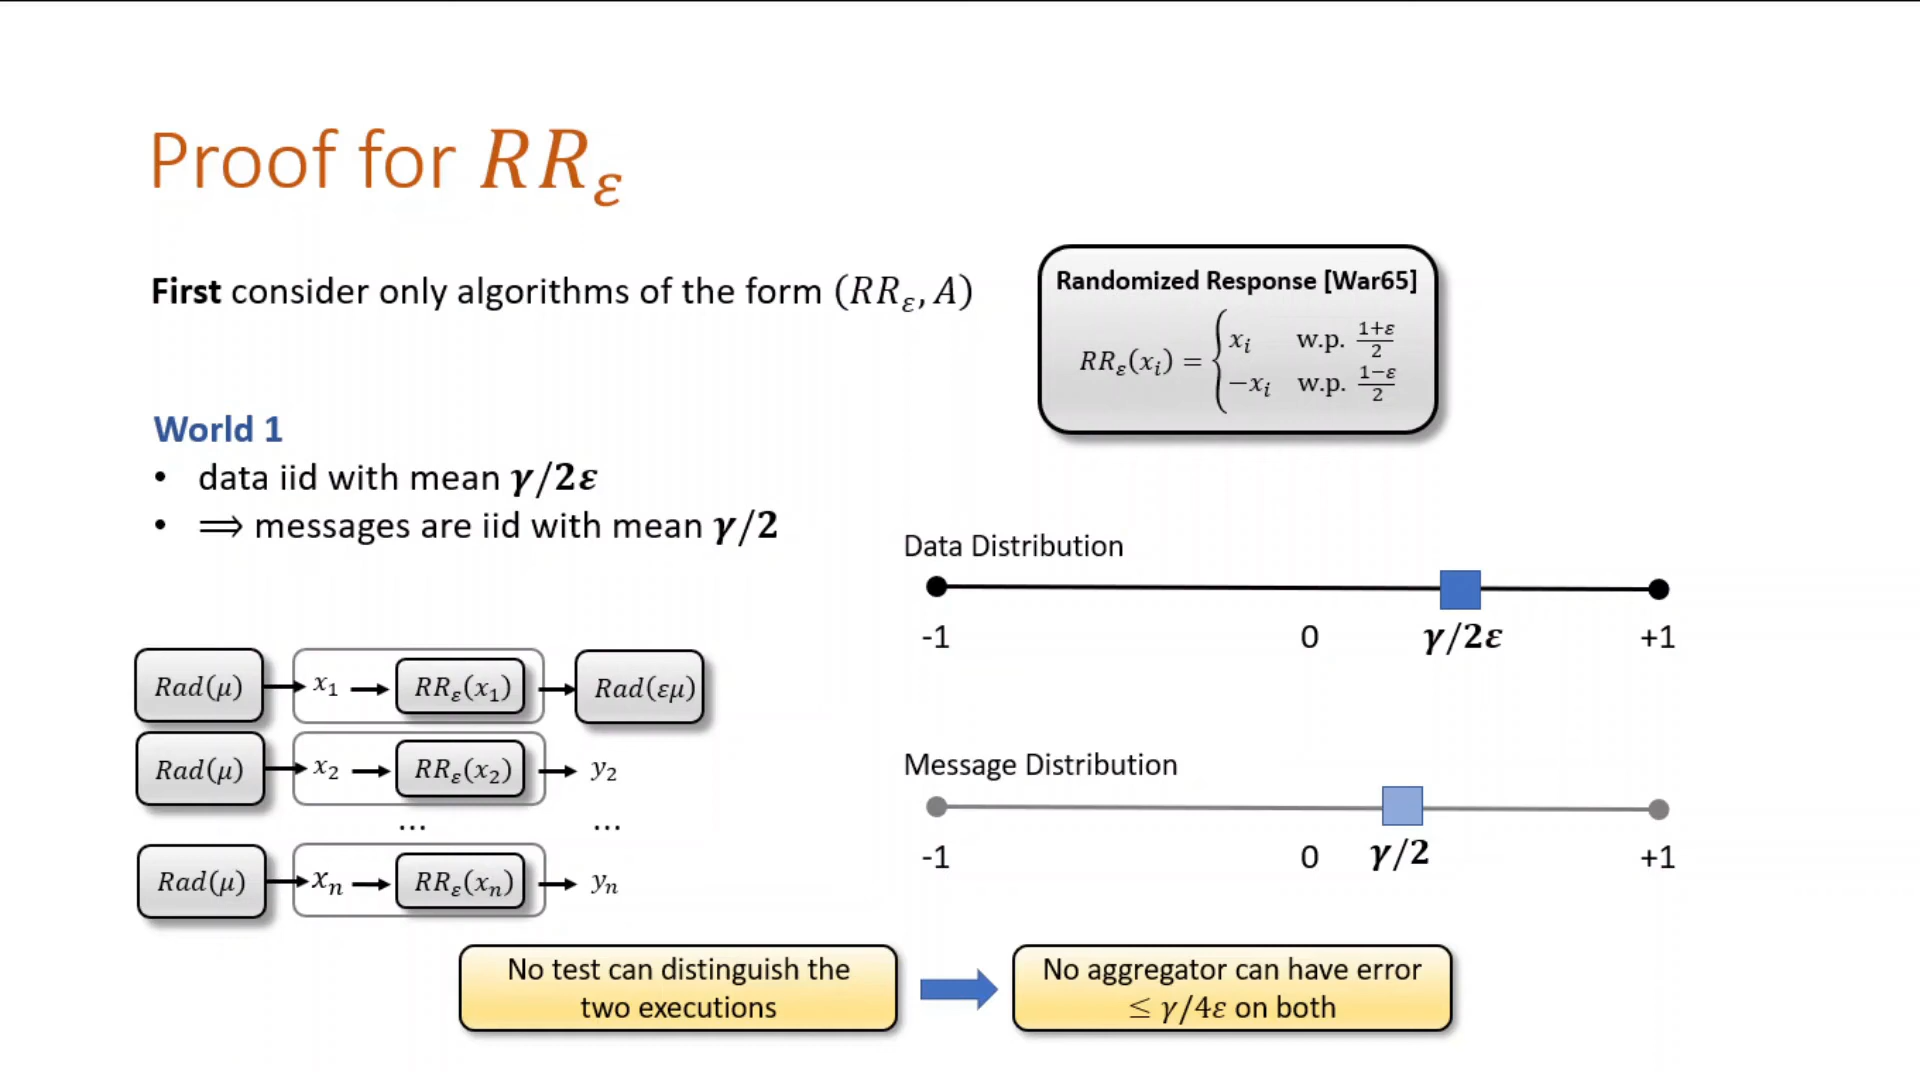 Proof for RR_ε
First consider only algorithms of the form (RR_ε, A)
Randomized Response [War65]
RR_ε(x_i) = { x_i w.p. (1+ε)/2
−x_i w.p. (1−ε)/2
World 1
• data iid with mean γ/2ε
• ⟹ messages are iid with mean γ/2
Data Distribution
-1 0 γ/2ε +1
Message Distribution
-1 0 γ/2 +1
Rad(μ) x_1 RR_ε(x_1) Rad(εμ)
Rad(μ) x_2 RR_ε(x_2) y_2
... ...
Rad(μ) x_n RR_ε(x_n) y_n
No test can distinguish the
two executions
No aggregator can have error
≤ γ/4ε on both